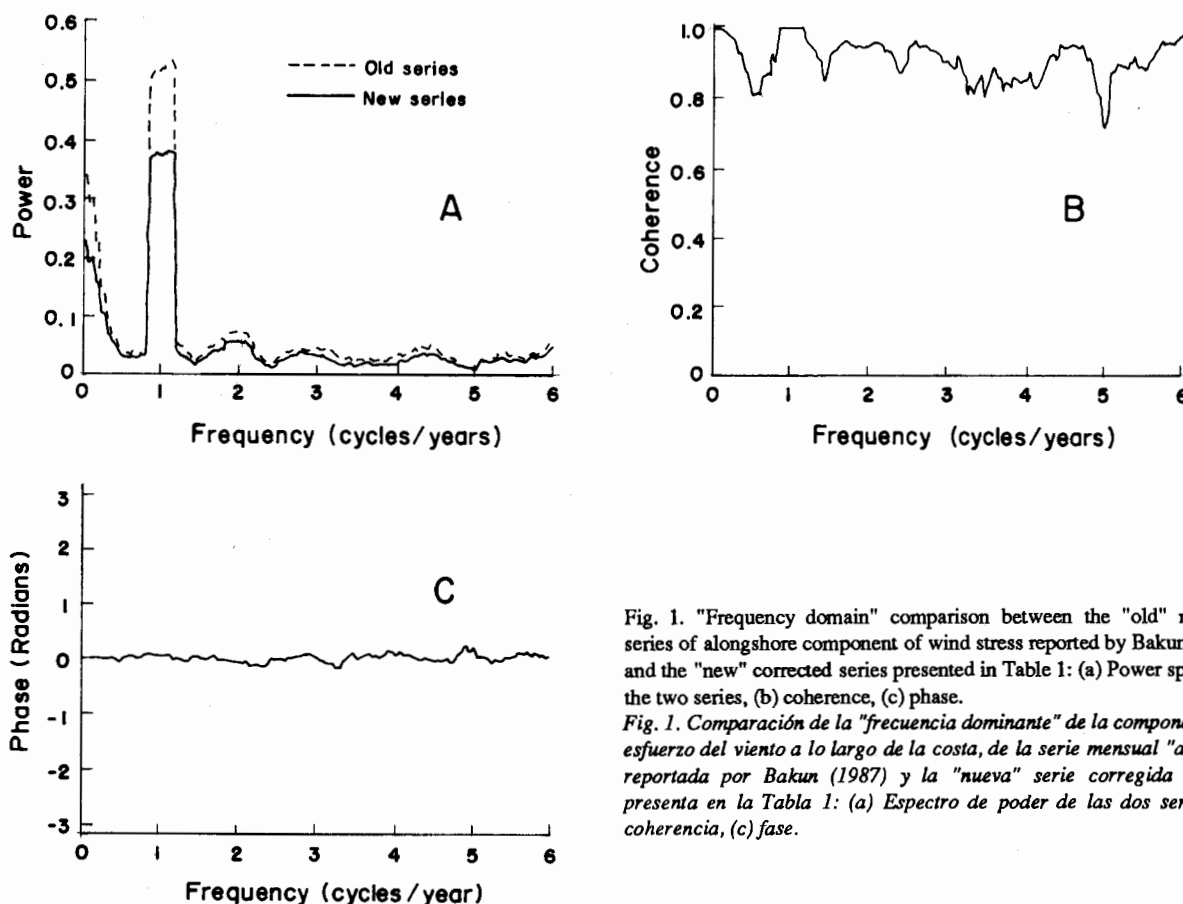 0.6
0.5
0.4
0.3
0.2
0.1
0
Power
Old series
New series
A
0 1 2 3 4 5 6
Frequency (cycles/years)
1.0
0.8
0.6
0.4
0.2
0
Coherence
B
0 1 2 3 4 5 6
Frequency (cycles/years)
3
2
1
0
-1
-2
-3
Phase (Radians)
C
0 1 2 3 4 5 6
Frequency (cycles/year)
Fig. 1. "Frequency domain" comparison between the "old"
series of alongshore component of wind stress reported by Bakun
and the "new" corrected series presented in Table 1: (a) Power sp
the two series, (b) coherence, (c) phase.
Fig. 1. Comparación de la "frecuencia dominante" de la compon
esfuerzo del viento a lo largo de la costa, de la serie mensual "a
reportada por Bakun (1987) y la "nueva" serie corregida
presenta en la Tabla 1: (a) Espectro de poder de las dos ser
coherencia, (c) fase.